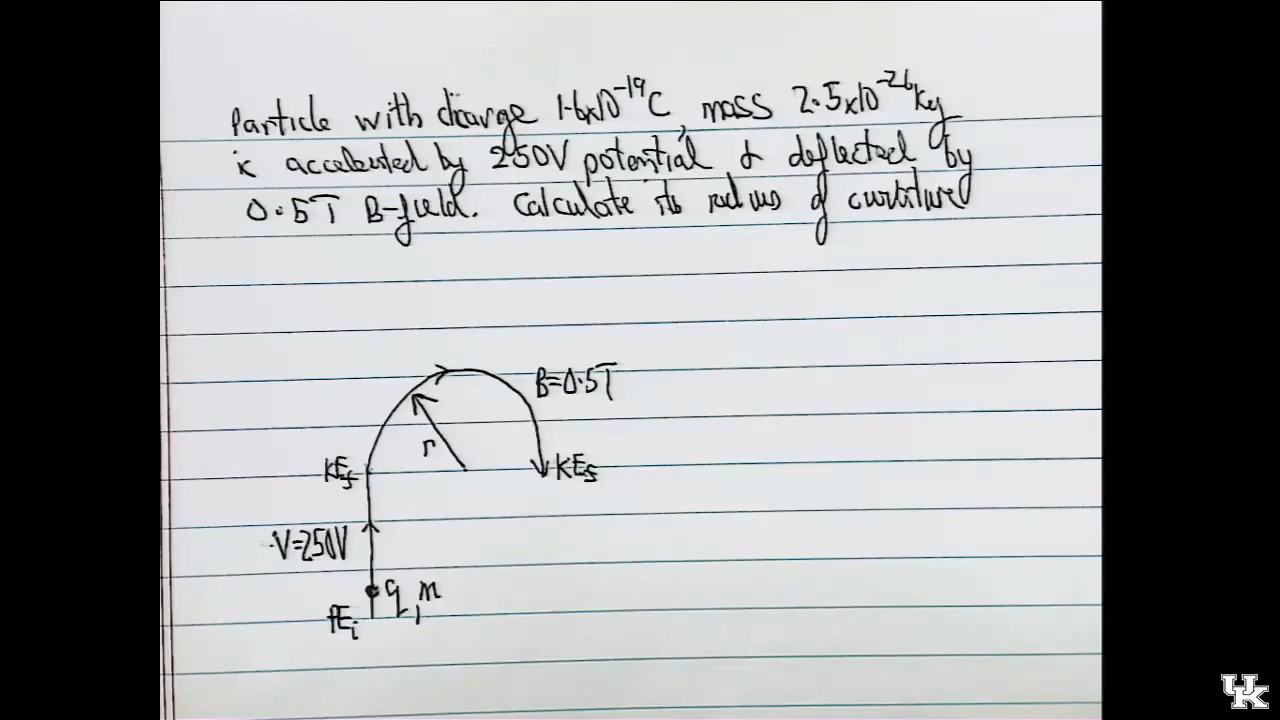 Particle with charge 1.6x10⁻¹⁹C, mass 2.5x10⁻²⁶kg
is accelerated by 250V potential & deflected by
0.5T B-field. Calculate its radius of curvature
B=0.5T
r
KEf
KEf
V=250V
q, m
PEi
UK